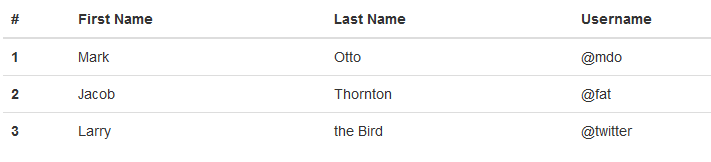 # First Name Last Name Username
1 Mark Otto @mdo
2 Jacob Thornton @fat
3 Larry the Bird @twitter